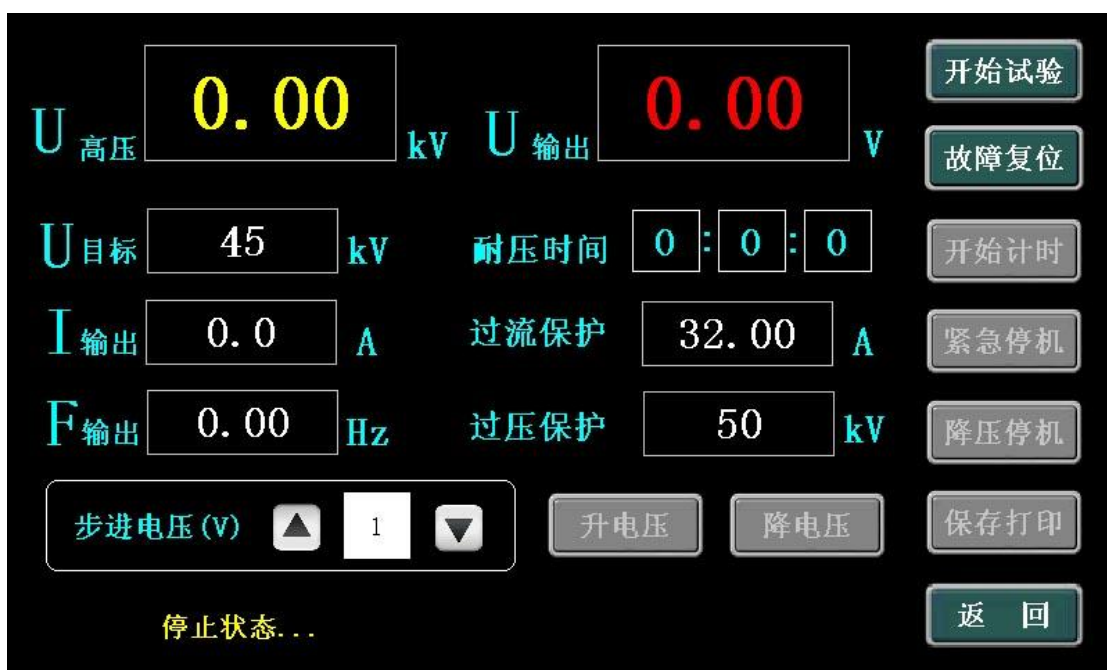 U高压 0.00 kV U输出 0.00 V 开始试验
故障复位
U目标 45 kV 耐压时间 0:0:0 开始计时
I输出 0.0 A 过流保护 32.00 A 紧急停机
F输出 0.00 Hz 过压保护 50 kV 降压停机
步进电压(V) 1 升电压 降电压 保存打印
停止状态... 返 回